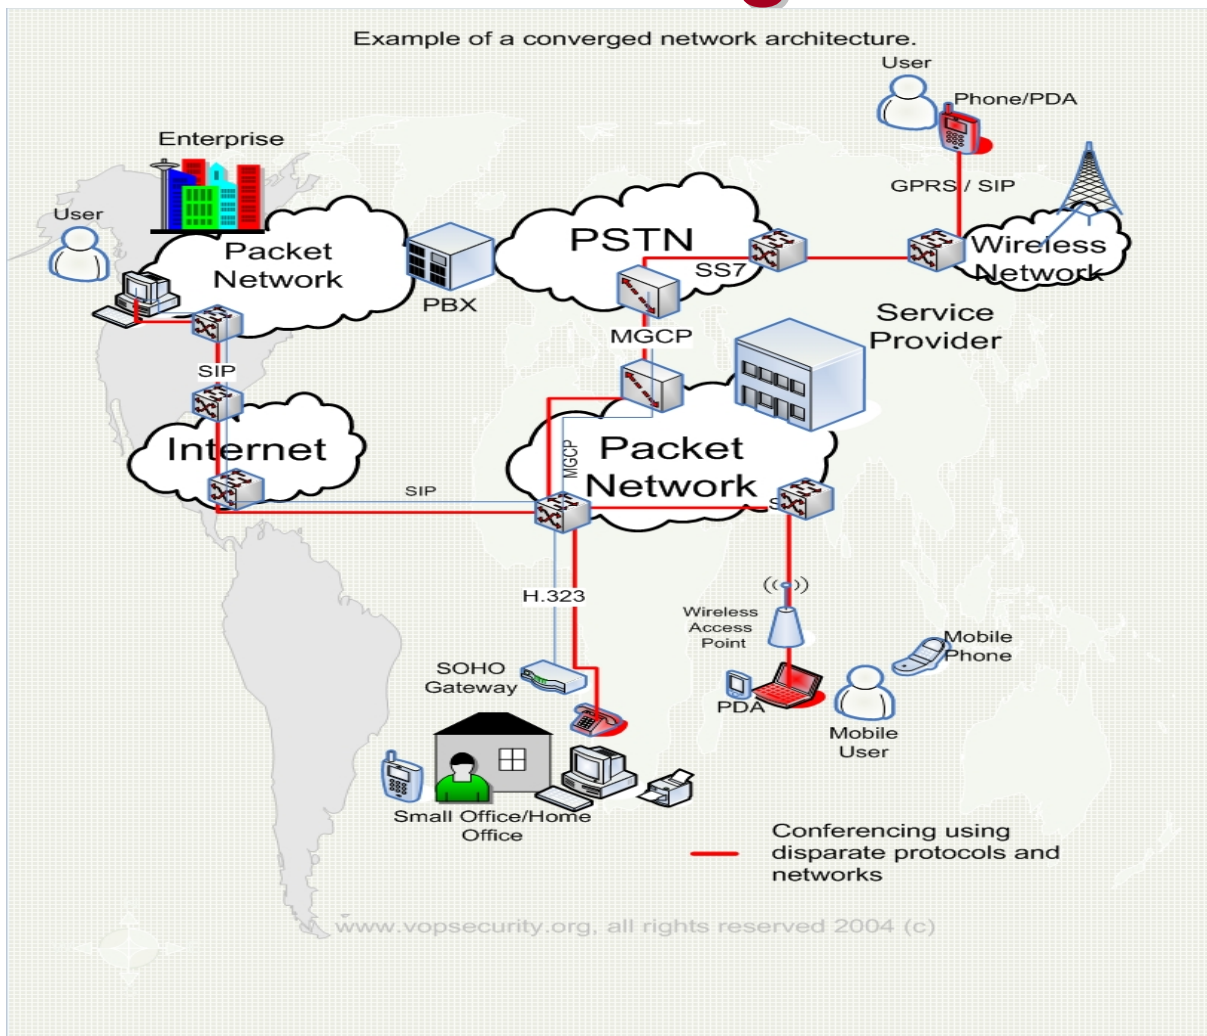 Example of a converged network architecture.
User
Phone/PDA
Enterprise
GPRS / SIP
User
Packet
Network
PSTN
Wireless
Network
SS7
PBX
Service
Provider
MGCP
SIP
Internet
Packet
Network
MGCP
SIP
S
H.323
Wireless
Access
Point
Mobile
Phone
SOHO
Gateway
PDA
Mobile
User
Small Office/Home
Office
Conferencing using
disparate protocols and
networks
www.vopsecurity.org, all rights reserved 2004 (c)